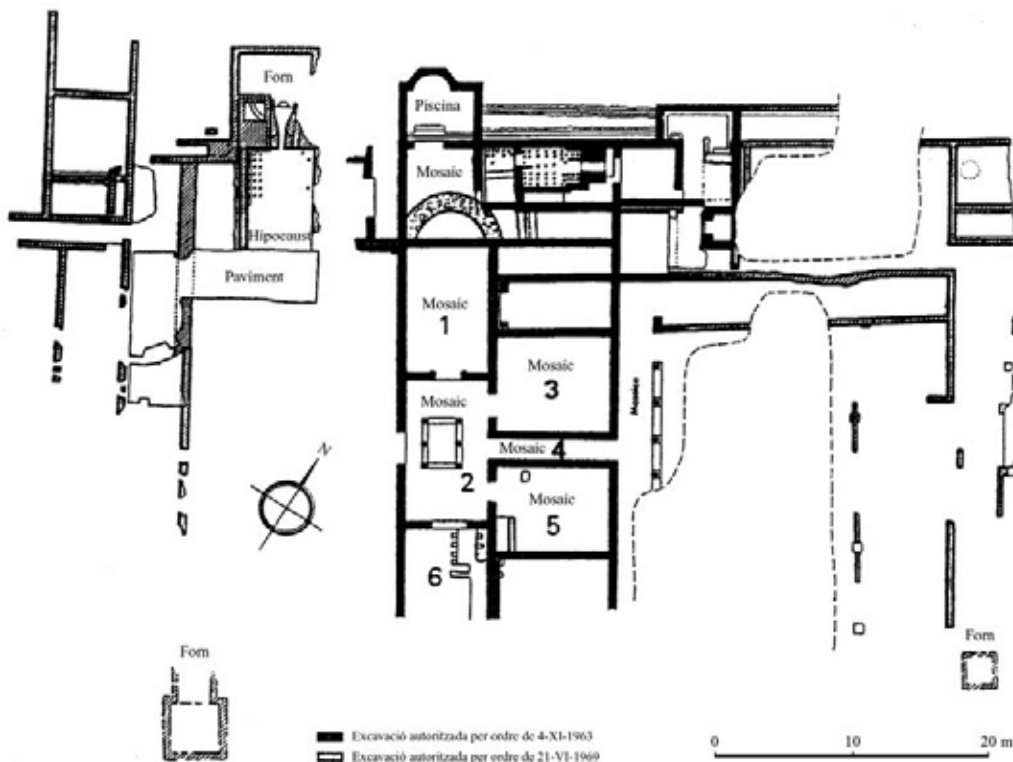 Forn
Piscina
Mosaic
Hipocaust
Paviment
Mosaic
1
Mosaic
3
Mosaic
Mosaico
Mosaic 4
2
Mosaic
5
N
6
Forn
Forn
Excavació autoritzada per ordre de 4-XI-1963
Excavació autoritzada per ordre de 21-VI-1969
0 10 20 m